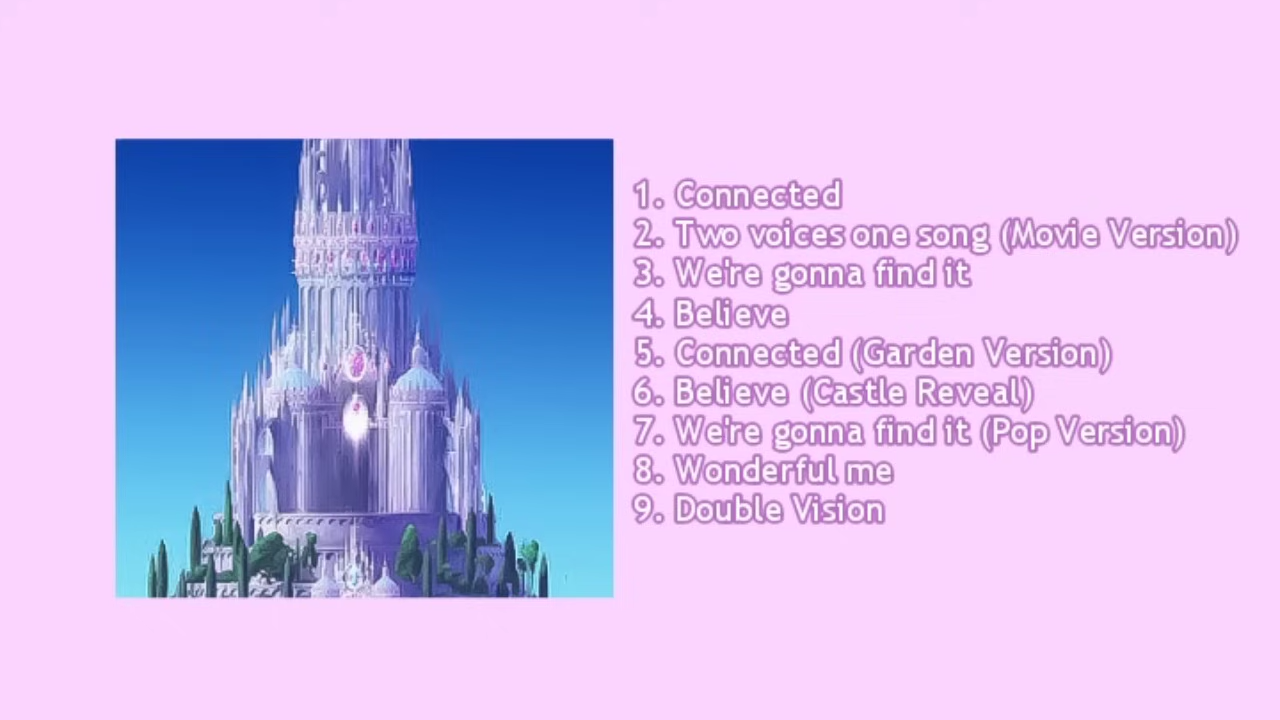 1. Connected
2. Two voices one song (Movie Version)
3. We're gonna find it
4. Believe
5. Connected (Garden Version)
6. Believe (Castle Reveal)
7. We're gonna find it (Pop Version)
8. Wonderful me
9. Double Vision